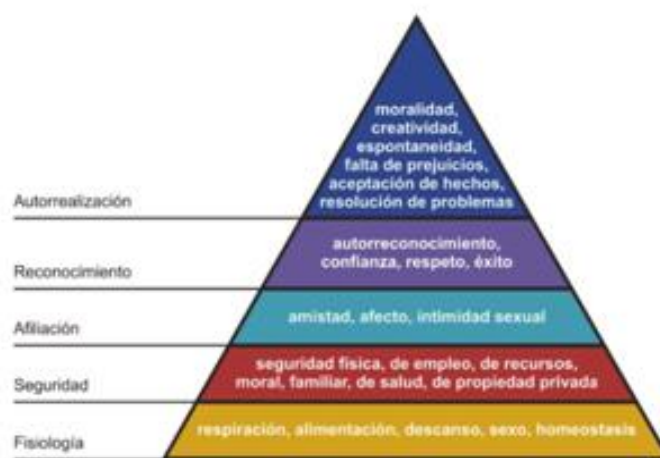 moralidad,
creatividad,
espontaneidad,
falta de prejuicios,
aceptación de hechos,
resolución de problemas
Autorrealización
autorreconocimiento,
confianza, respeto, éxito
Reconocimiento
amistad, afecto, intimidad sexual
Afiliación
seguridad física, de empleo, de recursos,
moral, familiar, de salud, de propiedad privada
Seguridad
respiración, alimentación, descanso, sexo, homeostasis
Fisiología